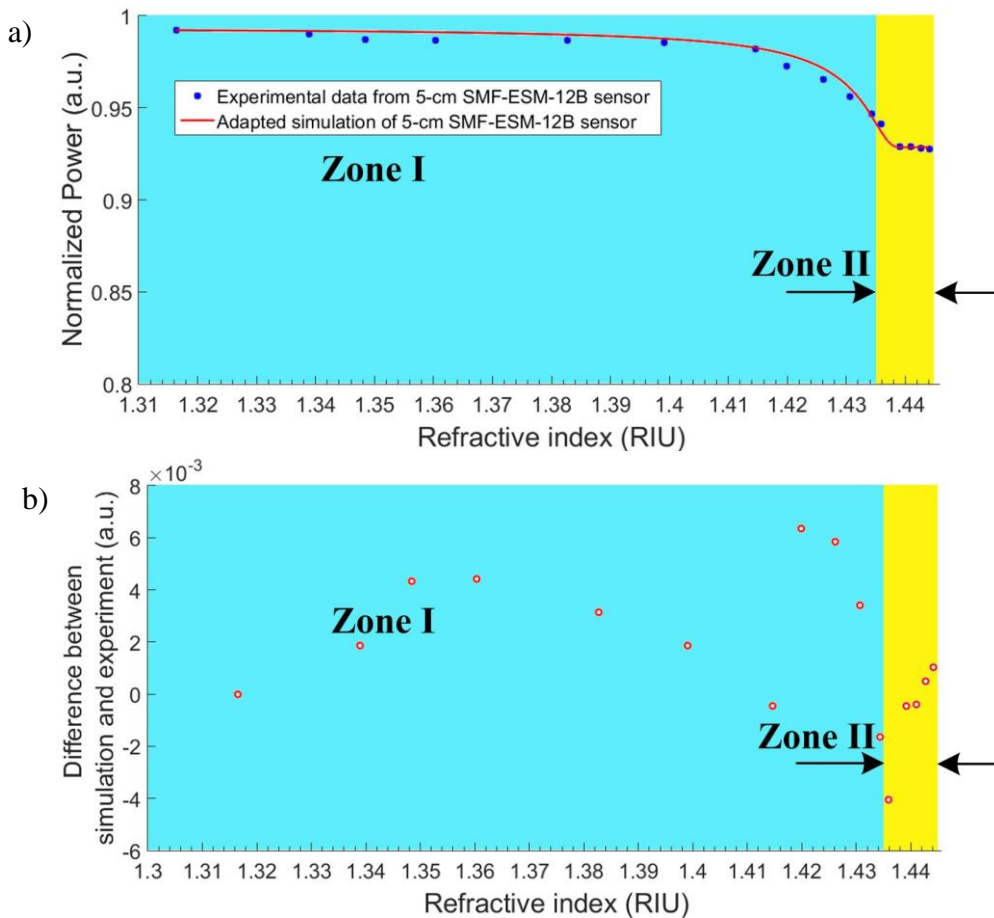 a)
Normalized Power (a.u.)
1
0.95
0.9
0.85
0.8
Experimental data from 5-cm SMF-ESM-12B sensor
Adapted simulation of 5-cm SMF-ESM-12B sensor
Zone I
Zone II
1.31 1.32 1.33 1.34 1.35 1.36 1.37 1.38 1.39 1.4 1.41 1.42 1.43 1.44
Refractive index (RIU)
b)
Difference between
simulation and experiment (a.u.)
×10⁻³
8
6
4
2
0
-2
-4
-6
Zone I
Zone II
1.3 1.31 1.32 1.33 1.34 1.35 1.36 1.37 1.38 1.39 1.4 1.41 1.42 1.43 1.44
Refractive index (RIU)